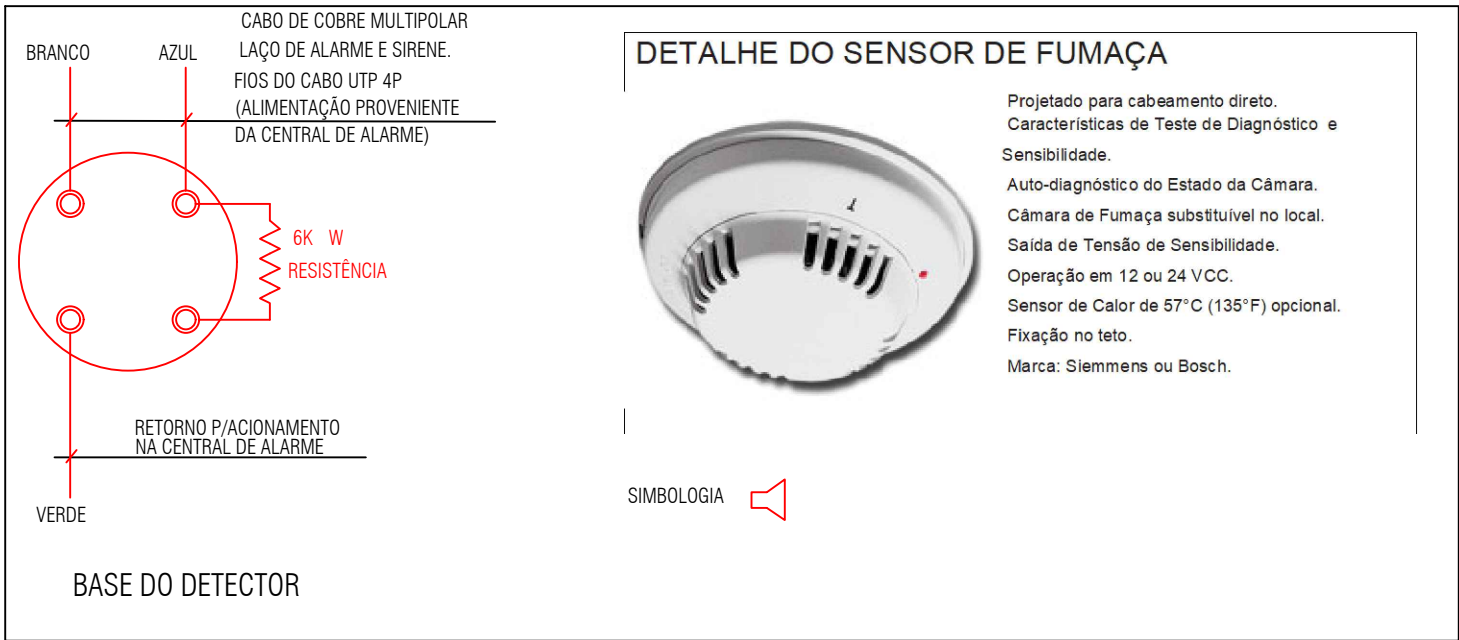 CABO DE COBRE MULTIPOLAR
BRANCO
AZUL
LAÇO DE ALARME E SIRENE.
FIOS DO CABO UTP 4P
(ALIMENTAÇÃO PROVENIENTE
DA CENTRAL DE ALARME)
6K W
RESISTÊNCIA
RETORNO P/ACIONAMENTO
NA CENTRAL DE ALARME
VERDE
BASE DO DETECTOR
DETALHE DO SENSOR DE FUMAÇA
Projetado para cabeamento direto.
Características de Teste de Diagnóstico e
Sensibilidade.
Auto-diagnóstico do Estado da Câmara.
Câmara de Fumaça substituível no local.
Saída de Tensão de Sensibilidade.
Operação em 12 ou 24 VCC.
Sensor de Calor de 57°C (135°F) opcional.
Fixação no teto.
Marca: Siemmens ou Bosch.
SIMBOLOGIA